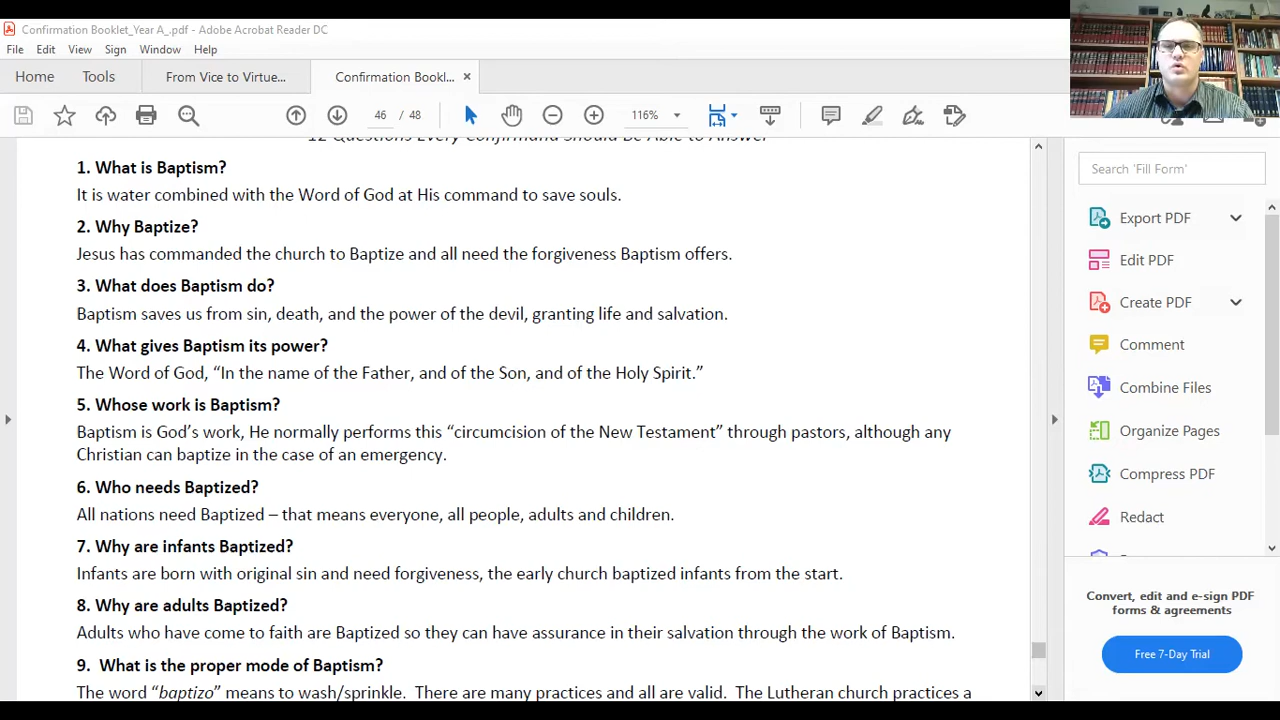 Confirmation Booklet_Year A_.pdf - Adobe Acrobat Reader DC
File Edit View Sign Window Help
Home Tools From Vice to Virtue... Confirmation Bookl... ×
46 / 48 116%
12 Questions Every Confirmand Should Be Able to Answer
1. What is Baptism?
It is water combined with the Word of God at His command to save souls.
2. Why Baptize?
Jesus has commanded the church to Baptize and all need the forgiveness Baptism offers.
3. What does Baptism do?
Baptism saves us from sin, death, and the power of the devil, granting life and salvation.
4. What gives Baptism its power?
The Word of God, “In the name of the Father, and of the Son, and of the Holy Spirit.”
5. Whose work is Baptism?
Baptism is God’s work, He normally performs this “circumcision of the New Testament” through pastors, although any
Christian can baptize in the case of an emergency.
6. Who needs Baptized?
All nations need Baptized – that means everyone, all people, adults and children.
7. Why are infants Baptized?
Infants are born with original sin and need forgiveness, the early church baptized infants from the start.
8. Why are adults Baptized?
Adults who have come to faith are Baptized so they can have assurance in their salvation through the work of Baptism.
9. What is the proper mode of Baptism?
The word “baptizo” means to wash/sprinkle. There are many practices and all are valid. The Lutheran church practices a
Search 'Fill Form'
Export PDF
Edit PDF
Create PDF
Comment
Combine Files
Organize Pages
Compress PDF
Redact
Convert, edit and e-sign PDF
forms & agreements
Free 7-Day Trial